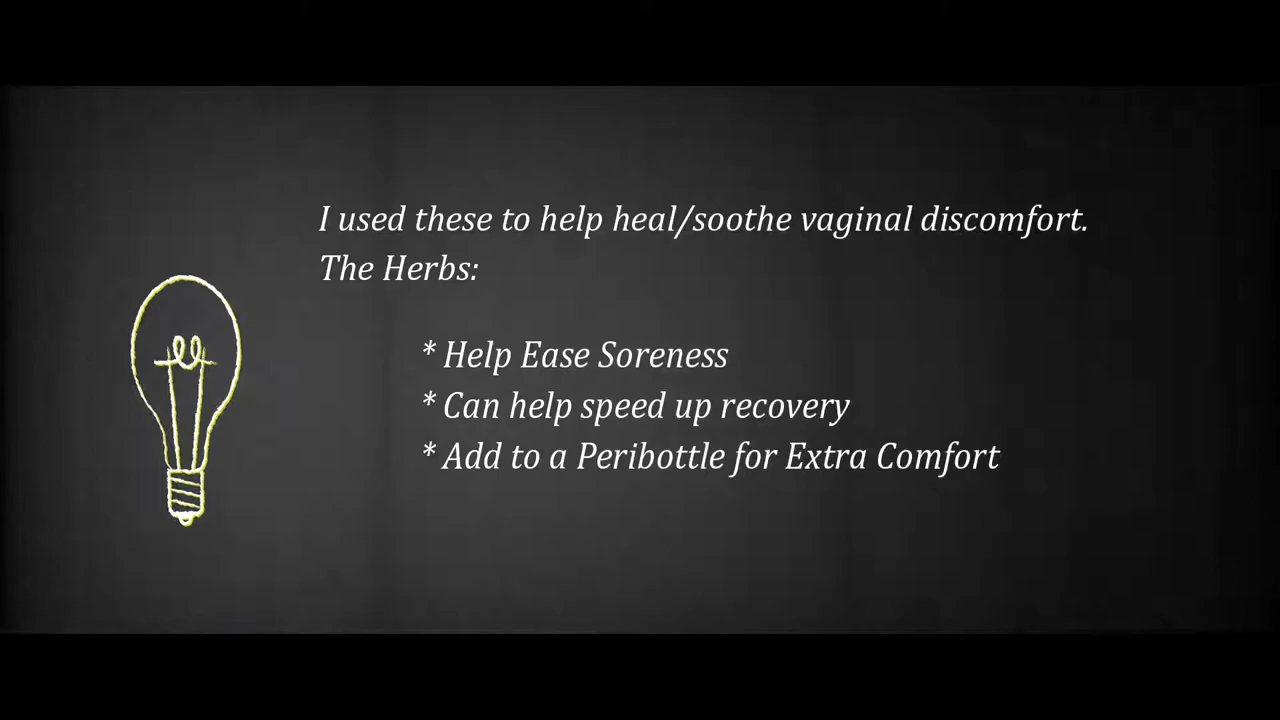 I used these to help heal/soothe vaginal discomfort.
The Herbs:
* Help Ease Soreness
* Can help speed up recovery
* Add to a Peribottle for Extra Comfort